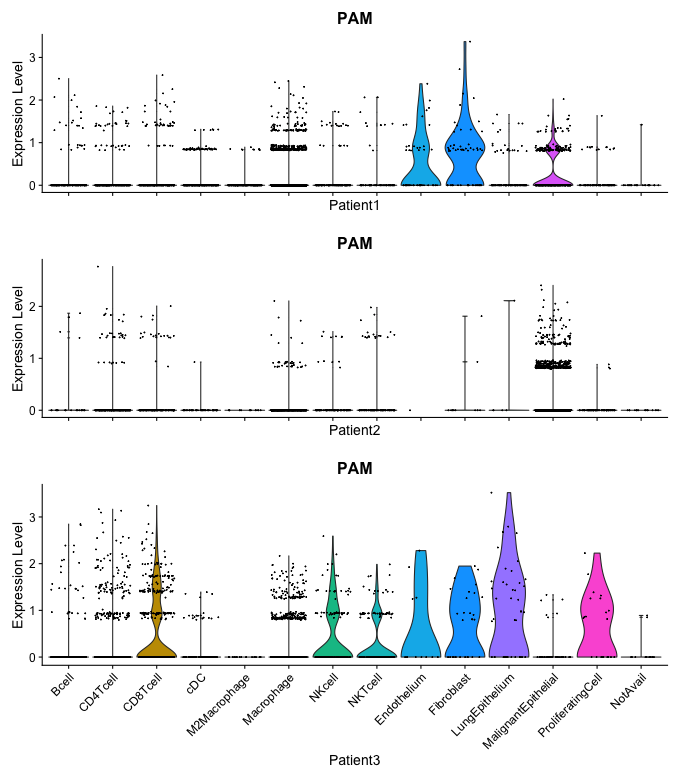 PAM
Expression Level
3
2
1
0
Patient1
PAM
Expression Level
2
1
0
Patient2
PAM
Expression Level
3
2
1
0
Bcell
CD4Tcell
CD8Tcell
cDC
M2Macrophage
Macrophage
NKcell
NKTcell
Endothelium
Fibroblast
LungEpithelium
MalignantEpithelial
ProliferatingCell
NotAvail
Patient3